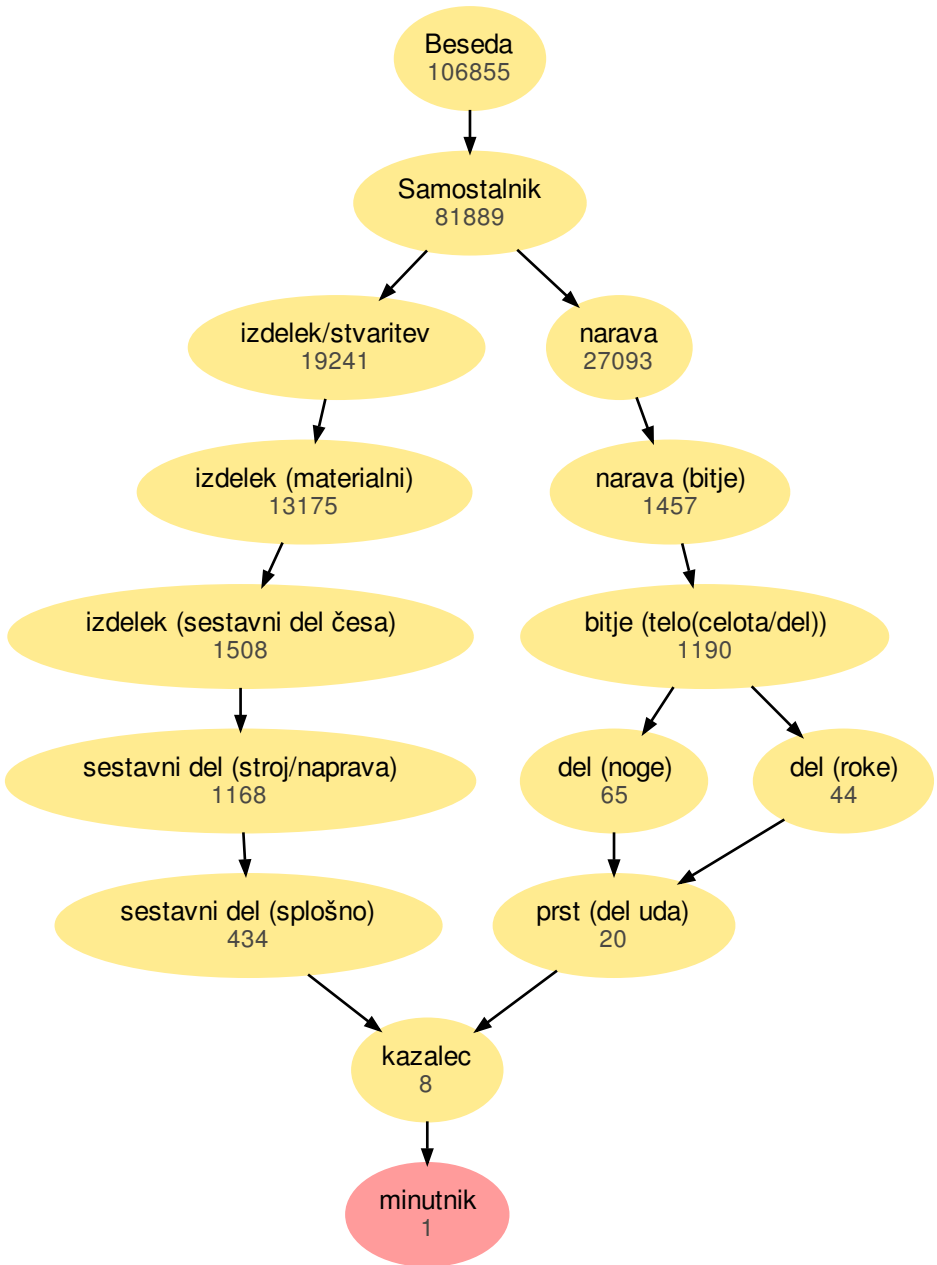 Beseda
106855
Samostalnik
81889
izdelek/stvaritev
19241
narava
27093
izdelek (materialni)
13175
narava (bitje)
1457
izdelek (sestavni del česa)
1508
bitje (telo(celota/del))
1190
sestavni del (stroj/naprava)
1168
del (noge)
65
del (roke)
44
sestavni del (splošno)
434
prst (del uda)
20
kazalec
8
minutnik
1